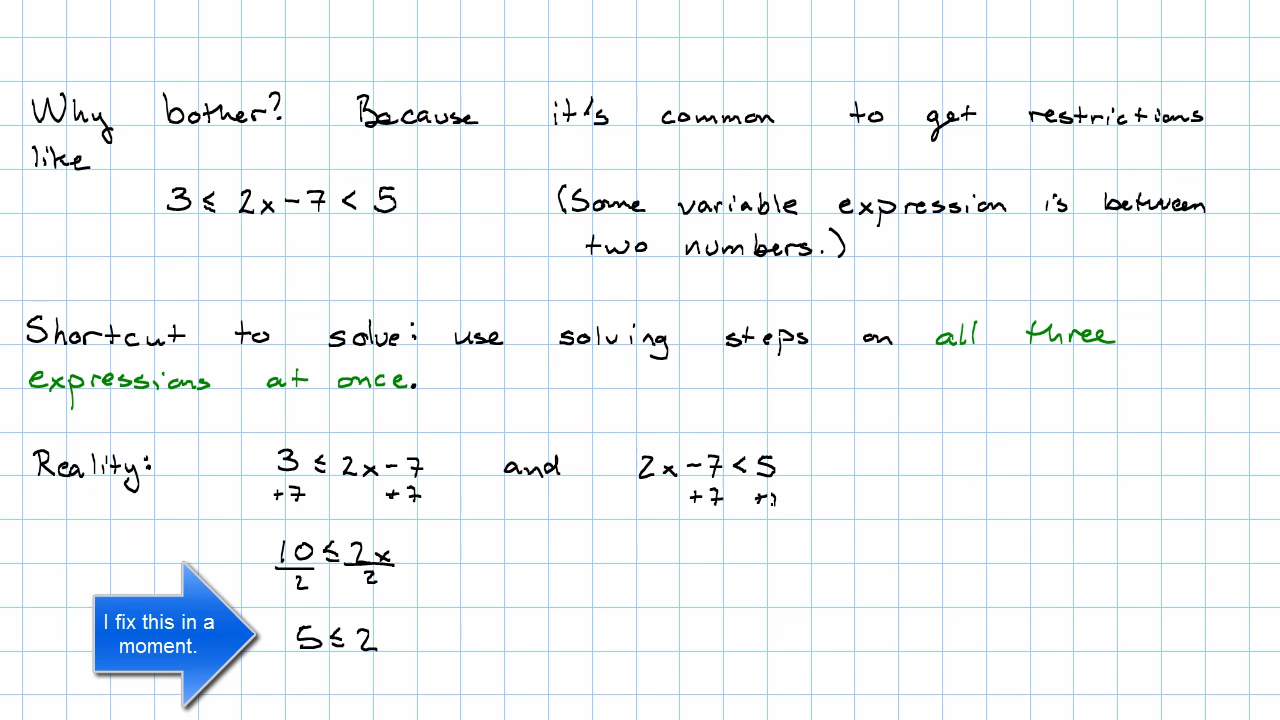 Why bother? Because it's common to get restrictions
like
3 ≤ 2x - 7 < 5 (Some variable expression is between
two numbers.)
Shortcut to solve: use solving steps on all three
expressions at once.
Reality: 3 ≤ 2x - 7 and 2x - 7 < 5
+7 +7 +7
10 ≤ 2x
2 2
I fix this in a
moment.
5 ≤ 2